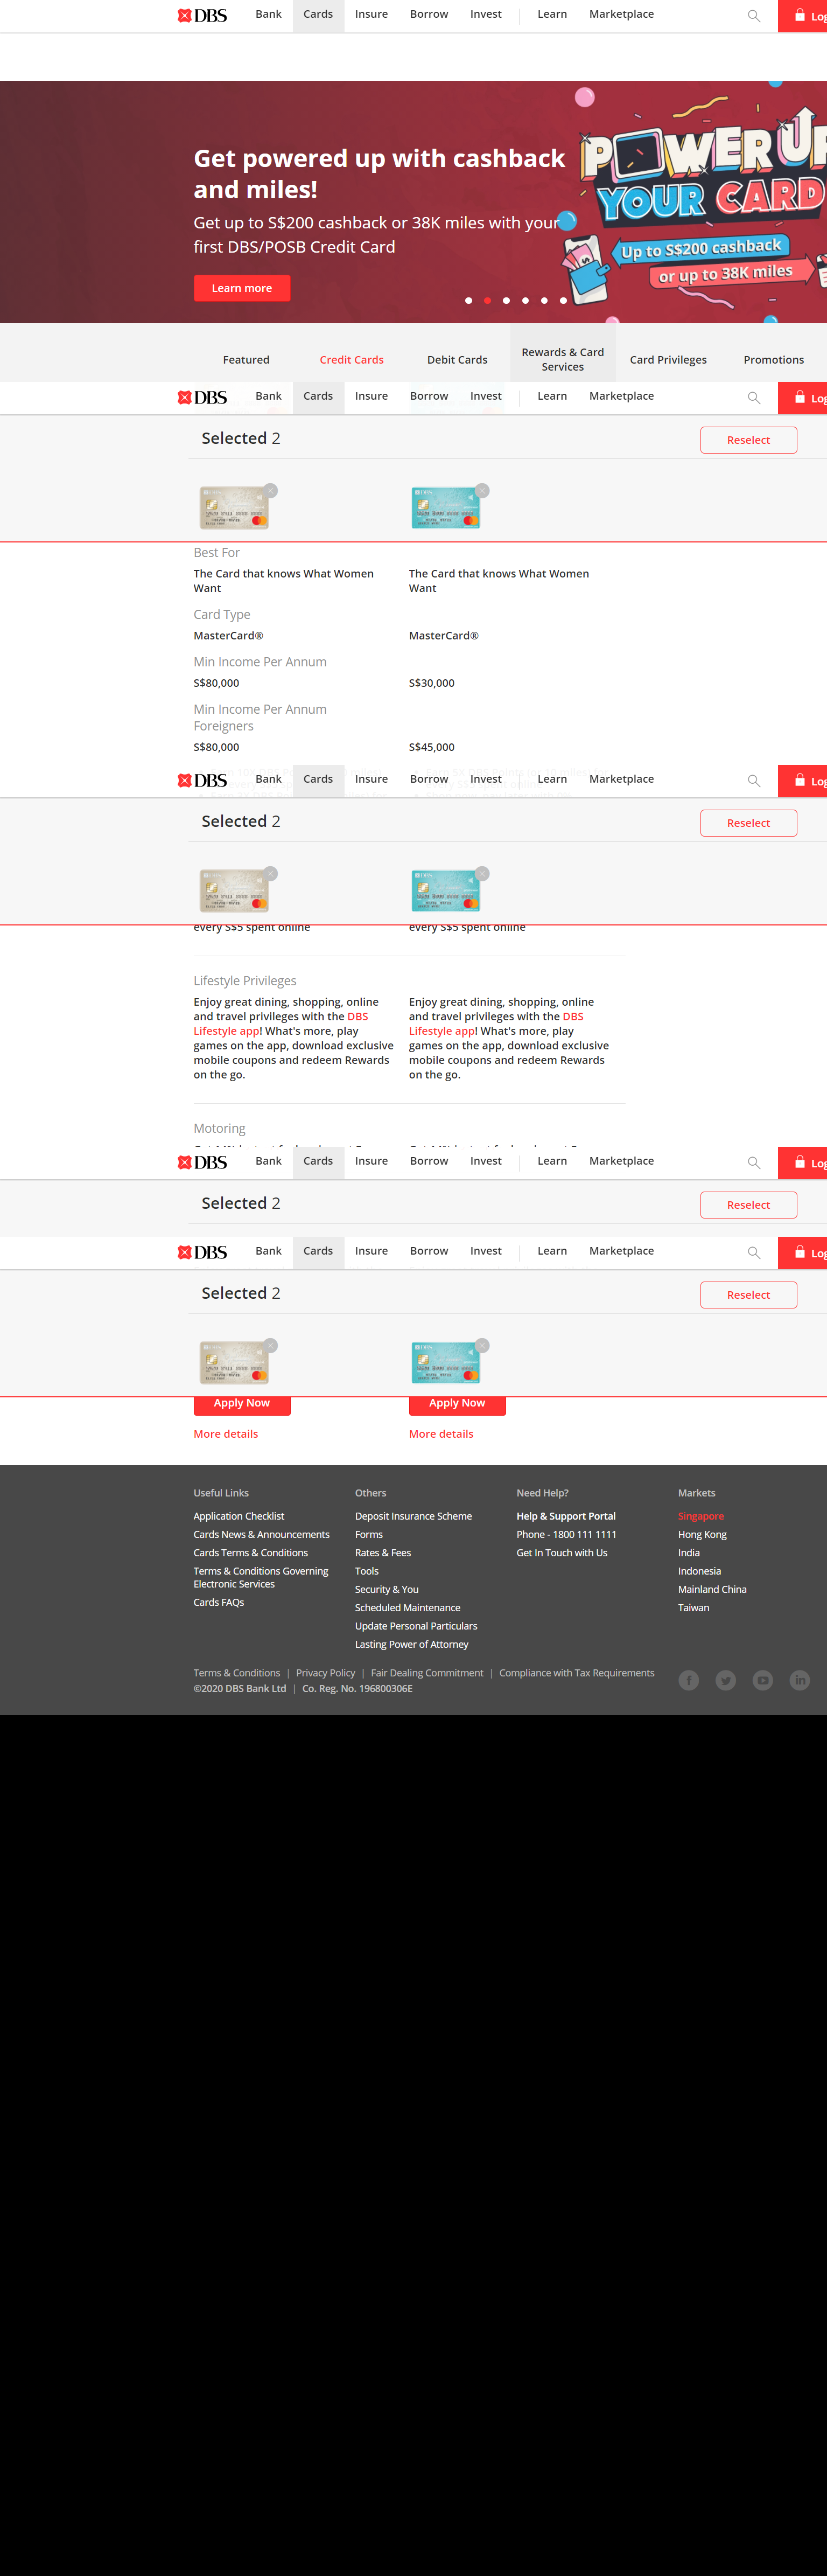 DBS Bank Cards Insure Borrow Invest Learn Marketplace Log
Get powered up with cashback
and miles!
Get up to S$200 cashback or 38K miles with your
first DBS/POSB Credit Card
Learn more
POWER UP
YOUR CARD
Up to S$200 cashback
or up to 38K miles
Featured Credit Cards Debit Cards Rewards & Card Services Card Privileges Promotions
DBS Bank Cards Insure Borrow Invest Learn Marketplace Log
Selected 2 Reselect
Best For
The Card that knows What Women Want
The Card that knows What Women Want
Card Type
MasterCard® MasterCard®
Min Income Per Annum
S$80,000 S$30,000
Min Income Per Annum
Foreigners
S$80,000 S$45,000
DBS Bank Cards Insure Borrow Invest Learn Marketplace Log
Selected 2 Reselect
every S$5 spent online every S$5 spent online
Lifestyle Privileges
Enjoy great dining, shopping, online
and travel privileges with the DBS
Lifestyle app! What's more, play
games on the app, download exclusive
mobile coupons and redeem Rewards
on the go.
Enjoy great dining, shopping, online
and travel privileges with the DBS
Lifestyle app! What's more, play
games on the app, download exclusive
mobile coupons and redeem Rewards
on the go.
Motoring
DBS Bank Cards Insure Borrow Invest Learn Marketplace Log
Selected 2 Reselect
DBS Bank Cards Insure Borrow Invest Learn Marketplace Log
Selected 2 Reselect
Apply Now Apply Now
More details More details
Useful Links
Application Checklist
Cards News & Announcements
Cards Terms & Conditions
Terms & Conditions Governing
Electronic Services
Cards FAQs
Others
Deposit Insurance Scheme
Forms
Rates & Fees
Tools
Security & You
Scheduled Maintenance
Update Personal Particulars
Lasting Power of Attorney
Need Help?
Help & Support Portal
Phone - 1800 111 1111
Get In Touch with Us
Markets
Singapore
Hong Kong
India
Indonesia
Mainland China
Taiwan
Terms & Conditions | Privacy Policy | Fair Dealing Commitment | Compliance with Tax Requirements
©2020 DBS Bank Ltd | Co. Reg. No. 196800306E